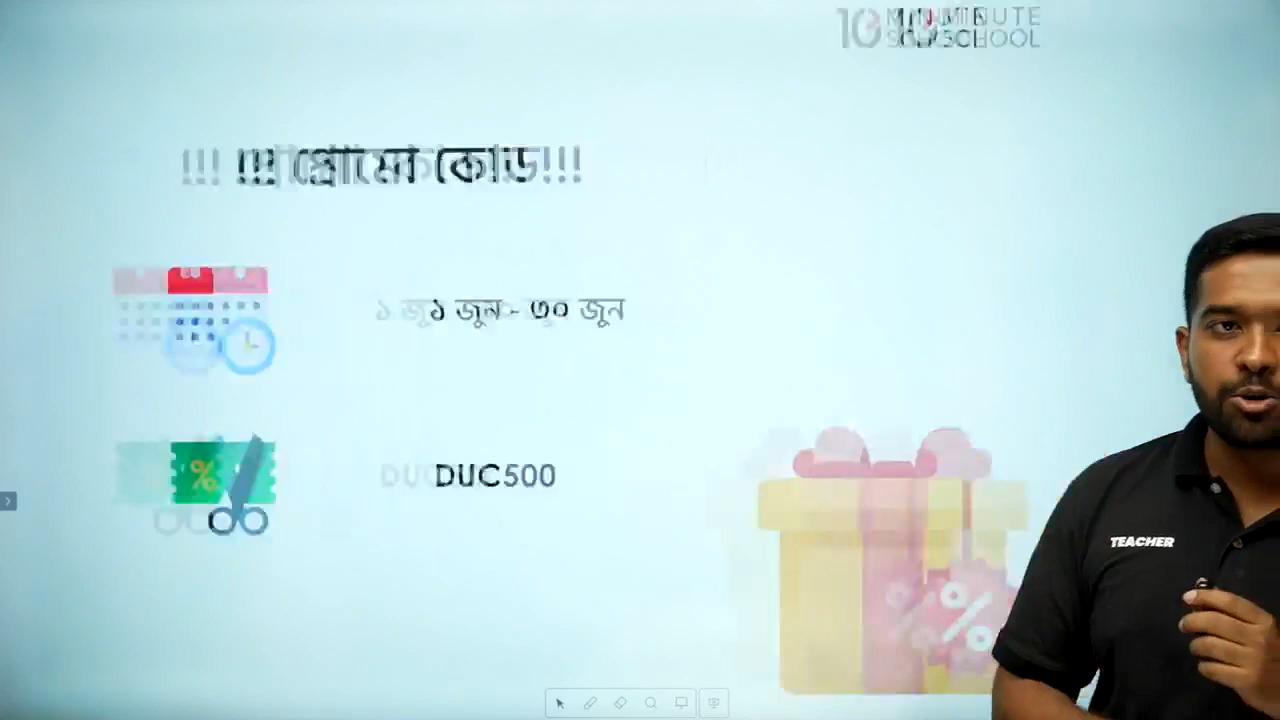 10 MINUTE
SCHOOL
!!! প্রোমো কোড !!!
১ জুন - ৩০ জুন
DUC500
TEACHER